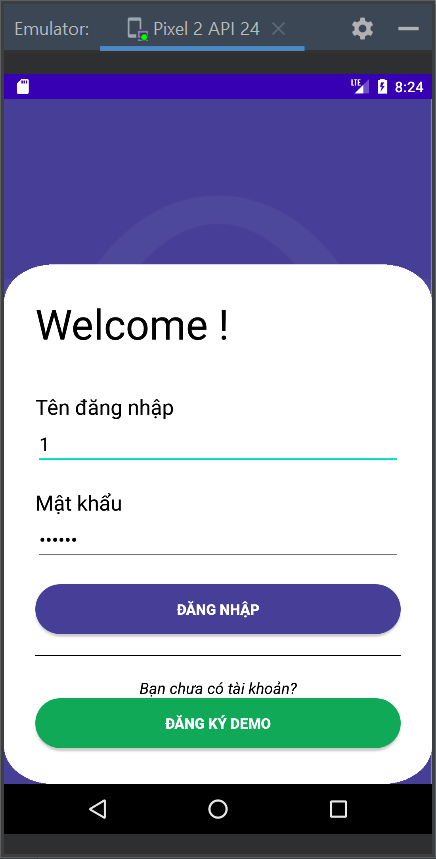 Emulator: Pixel 2 API 24
LTE 8:24
Welcome !
Tên đăng nhập
1
Mật khẩu
••••••
ĐĂNG NHẬP
Bạn chưa có tài khoản?
ĐĂNG KÝ DEMO